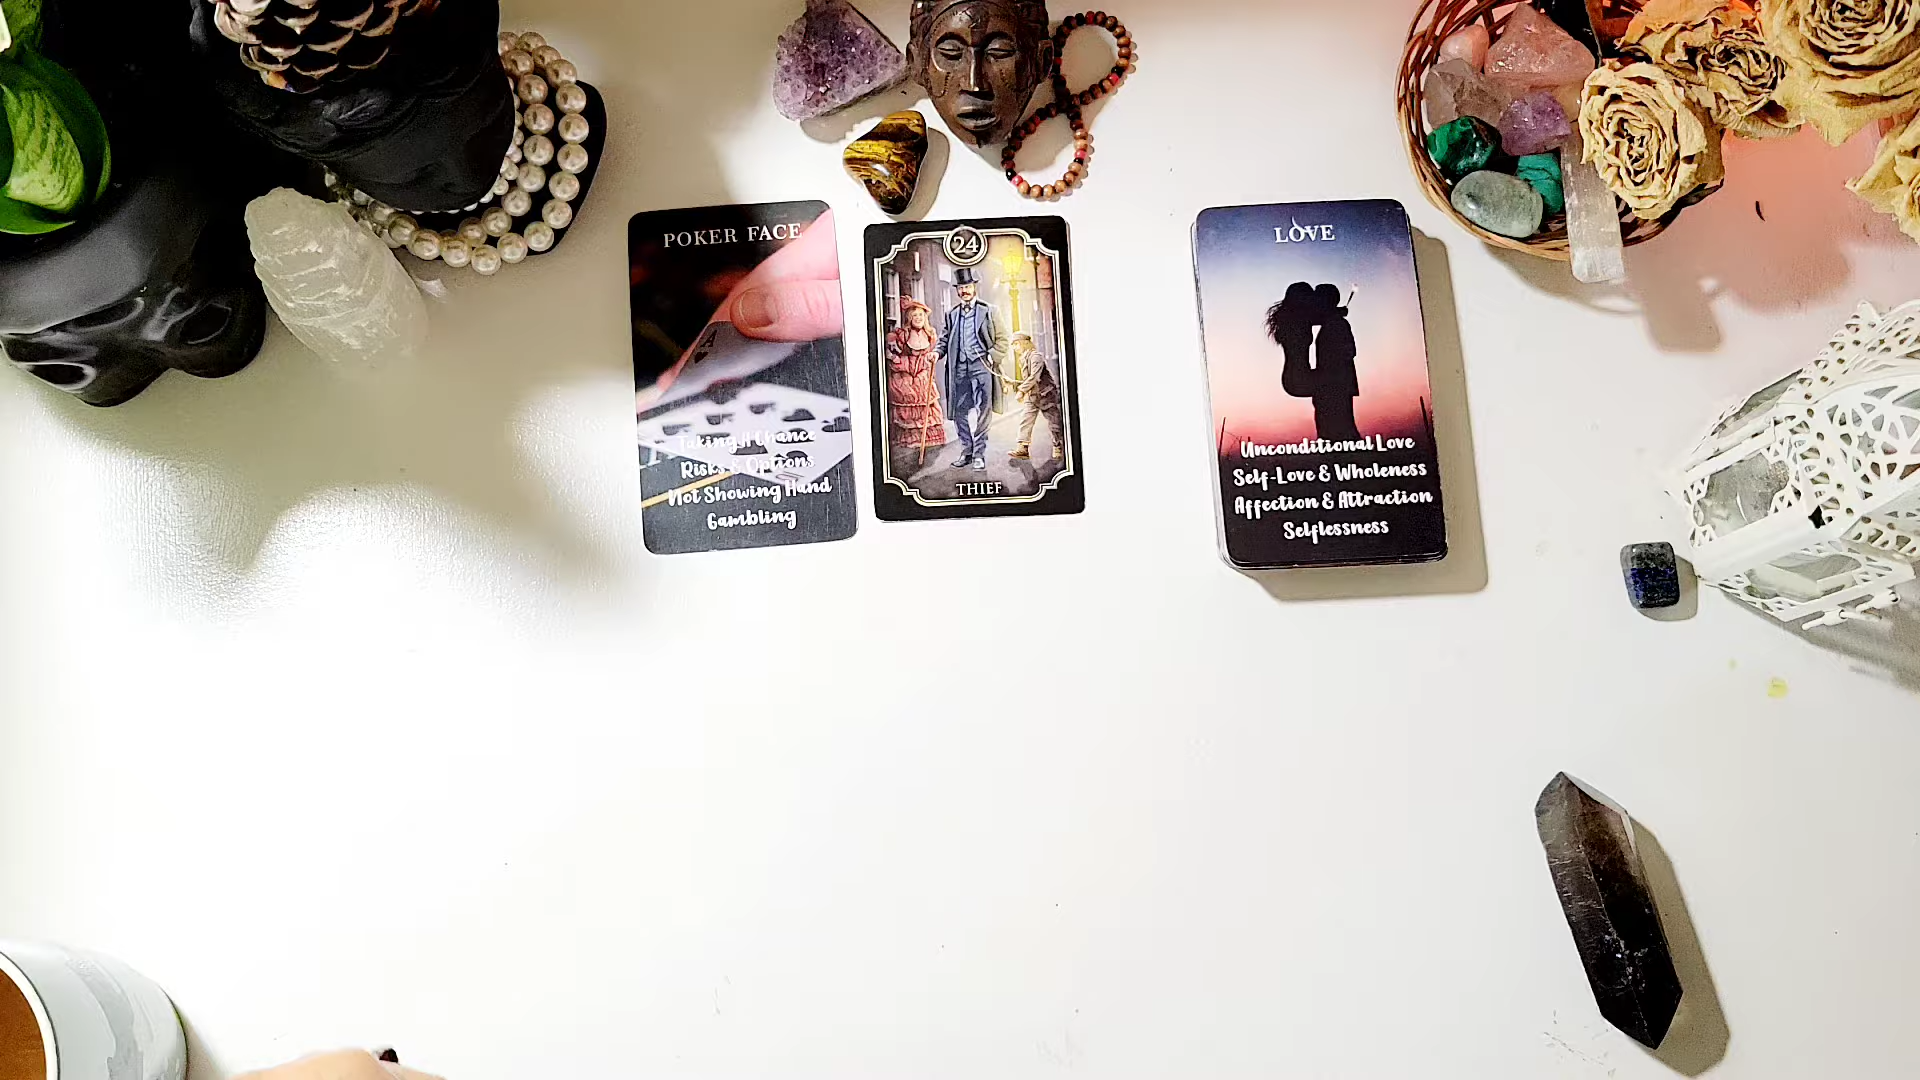 POKER FACE
Taking A Chance
Risks & Options
Not Showing Hand
Gambling
24
THIEF
LOVE
Unconditional Love
Self-Love & Wholeness
Affection & Attraction
Selflessness